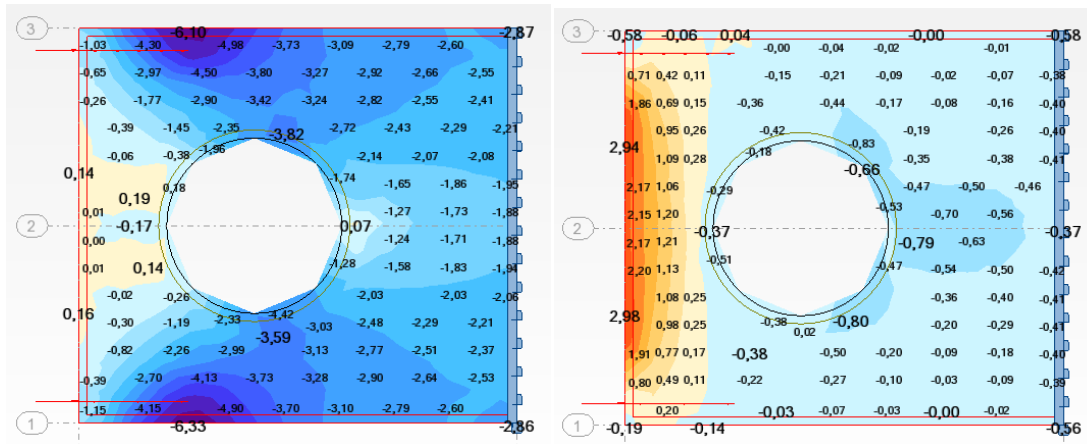 3 -6,10 -2,87
-1,03 -4,30 -4,98 -3,73 -3,09 -2,79 -2,60
-0,65 -2,97 -4,50 -3,80 -3,27 -2,92 -2,66 -2,55
-0,26 -1,77 -2,90 -3,42 -3,24 -2,82 -2,55 -2,41
-0,39 -1,45 -2,35 -3,82 -2,72 -2,43 -2,29 -2,21
-0,06 -0,38 -1,96 -2,14 -2,07 -2,08
0,14 0,18 -1,74 -1,65 -1,86 -1,95
0,19
0,01 -1,27 -1,73 -1,88
2 -0,17 0,07
0,00 -1,24 -1,71 -1,88
0,01 0,14 -1,28 -1,58 -1,83 -1,94
-0,02 -0,26 -2,03 -2,03 -2,06
0,16 -0,30 -1,19 -2,33 -4,42 -3,03 -2,48 -2,29 -2,21
-3,59
-0,82 -2,26 -2,99 -3,13 -2,77 -2,51 -2,37
-0,39 -2,70 -4,13 -3,73 -3,28 -2,90 -2,64 -2,53
-1,15 -4,15 -4,90 -3,70 -3,10 -2,79 -2,60
1 -6,33 -2,86
3 -0,58 -0,06 0,04 -0,00 -0,58
-0,00 -0,04 -0,02 -0,01
0,71 0,42 0,11 -0,15 -0,21 -0,09 -0,02 -0,07 -0,38
1,86 0,69 0,15 -0,36 -0,44 -0,17 -0,08 -0,16 -0,40
0,95 0,26 -0,42 -0,83 -0,19 -0,26 -0,41
2,94 1,09 0,28 -0,18 -0,66 -0,35 -0,38 -0,41
2,17 1,06 -0,29 -0,47 -0,50 -0,46
2,15 1,20 -0,53 -0,70 -0,56
2 -0,37 -0,37
2,17 1,21 -0,79 -0,63
2,20 1,13 -0,51 -0,47 -0,54 -0,50 -0,42
1,08 0,25 -0,36 -0,40 -0,41
2,98 0,98 0,25 -0,38 0,02 -0,80 -0,20 -0,29 -0,41
1,91 0,77 0,17 -0,38 -0,50 -0,20 -0,09 -0,18 -0,40
0,80 0,49 0,11 -0,22 -0,27 -0,10 -0,03 -0,09 -0,39
0,20 -0,03 -0,07 -0,03 -0,00 -0,02
1 -0,19 -0,14 -0,56